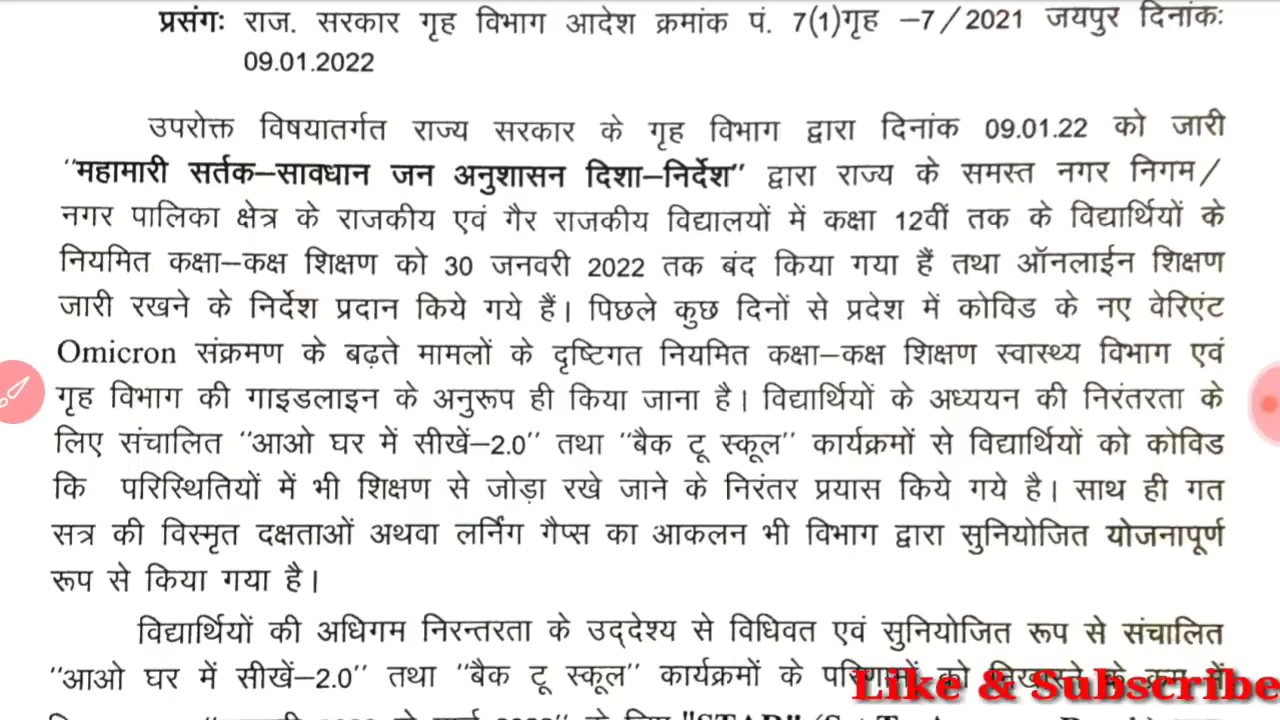 प्रसंगः राज. सरकार गृह विभाग आदेश क्रमांक पं. 7(1)गृह –7/2021 जयपुर दिनांकः
09.01.2022
उपरोक्त विषयातर्गत राज्य सरकार के गृह विभाग द्वारा दिनांक 09.01.22 को जारी
"महामारी सर्तक–सावधान जन अनुशासन दिशा–निर्देश" द्वारा राज्य के समस्त नगर निगम/
नगर पालिका क्षेत्र के राजकीय एवं गैर राजकीय विद्यालयों में कक्षा 12वीं तक के विद्यार्थियों के
नियमित कक्षा–कक्ष शिक्षण को 30 जनवरी 2022 तक बंद किया गया हैं तथा ऑनलाईन शिक्षण
जारी रखने के निर्देश प्रदान किये गये हैं। पिछले कुछ दिनों से प्रदेश में कोविड के नए वेरिएंट
Omicron संक्रमण के बढ़ते मामलों के दृष्टिगत नियमित कक्षा–कक्ष शिक्षण स्वास्थ्य विभाग एवं
गृह विभाग की गाइडलाइन के अनुरूप ही किया जाना है। विद्यार्थियों के अध्ययन की निरंतरता के
लिए संचालित "आओ घर में सीखें–2.0" तथा "बैक टू स्कूल" कार्यक्रमों से विद्यार्थियों को कोविड
कि परिस्थितियों में भी शिक्षण से जोड़ा रखे जाने के निरंतर प्रयास किये गये है। साथ ही गत
सत्र की विस्मृत दक्षताओं अथवा लर्निंग गैप्स का आकलन भी विभाग द्वारा सुनियोजित योजनापूर्ण
रूप से किया गया है।
विद्यार्थियों की अधिगम निरन्तरता के उद्देश्य से विधिवत एवं सुनियोजित रूप से संचालित
"आओ घर में सीखें–2.0" तथा "बैक टू स्कूल" कार्यक्रमों के परिणामों को
Like & Subscribe